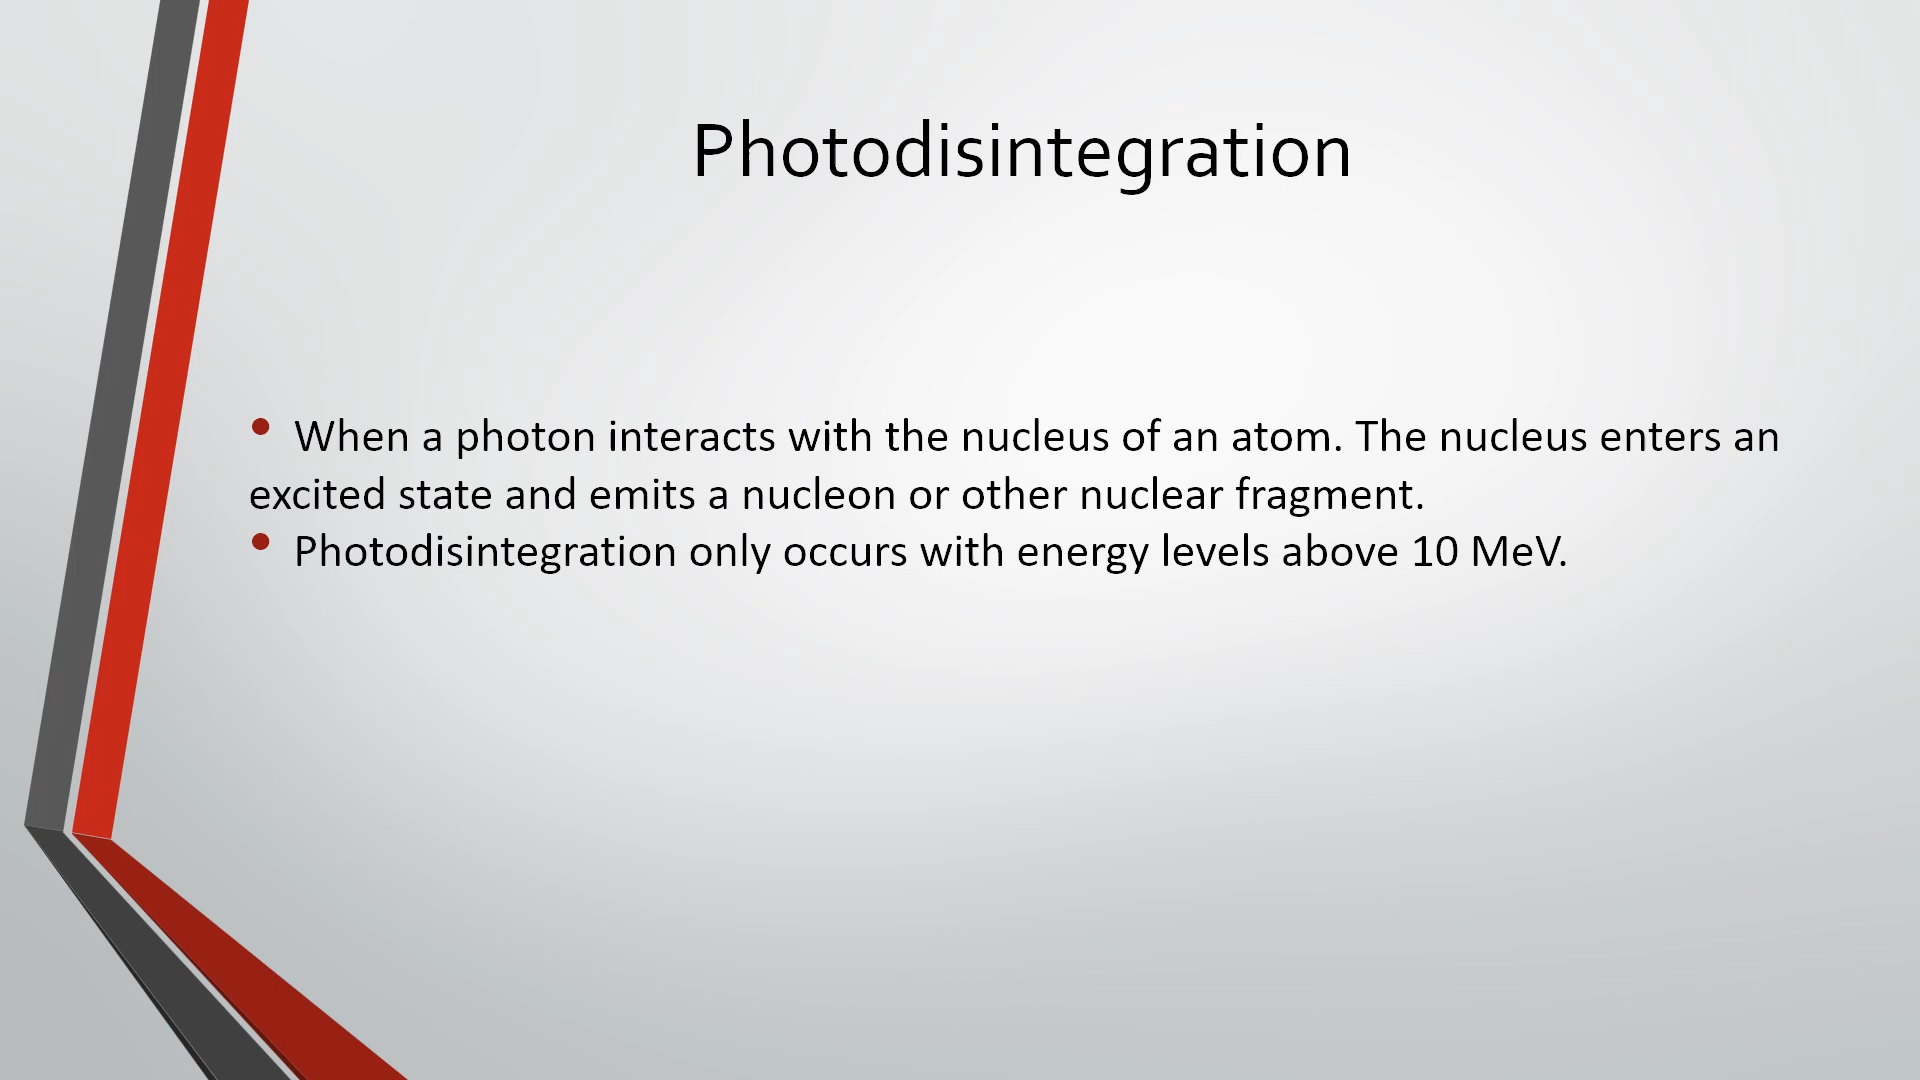 Photodisintegration
• When a photon interacts with the nucleus of an atom. The nucleus enters an
excited state and emits a nucleon or other nuclear fragment.
• Photodisintegration only occurs with energy levels above 10 MeV.